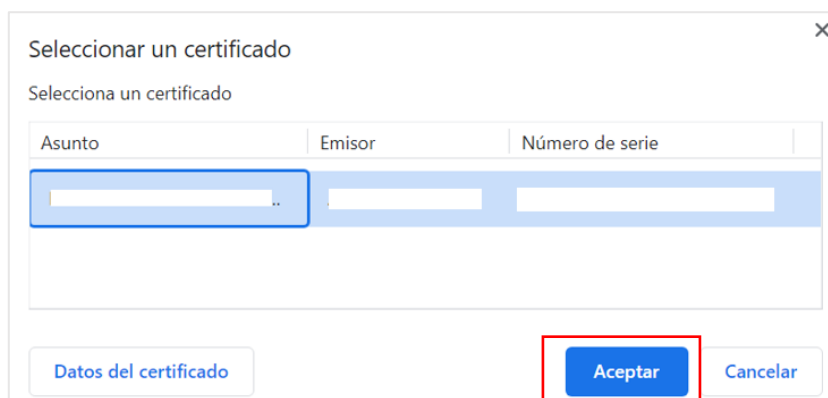 Seleccionar un certificado
Selecciona un certificado
Asunto Emisor Número de serie
..
Datos del certificado Aceptar Cancelar